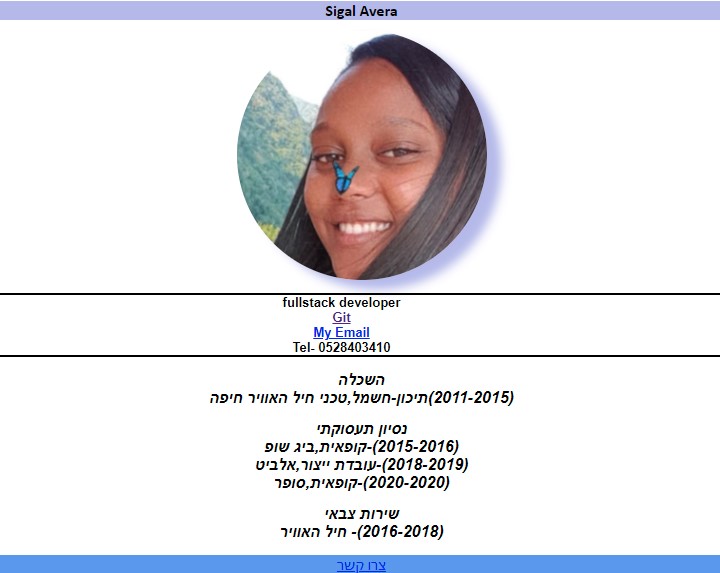 Sigal Avera
fullstack developer
Git
My Email
Tel- 0528403410
השכלה
(2011-2015)תיכון-חשמל,טכני חיל האוויר חיפה
נסיון תעסוקתי
(2015-2016)-קופאית,ביג שופ
(2018-2019)-עובדת ייצור,אלביט
(2020-2020)-קופאית,סופר
שירות צבאי
(2016-2018)- חיל האוויר
צרו קשר